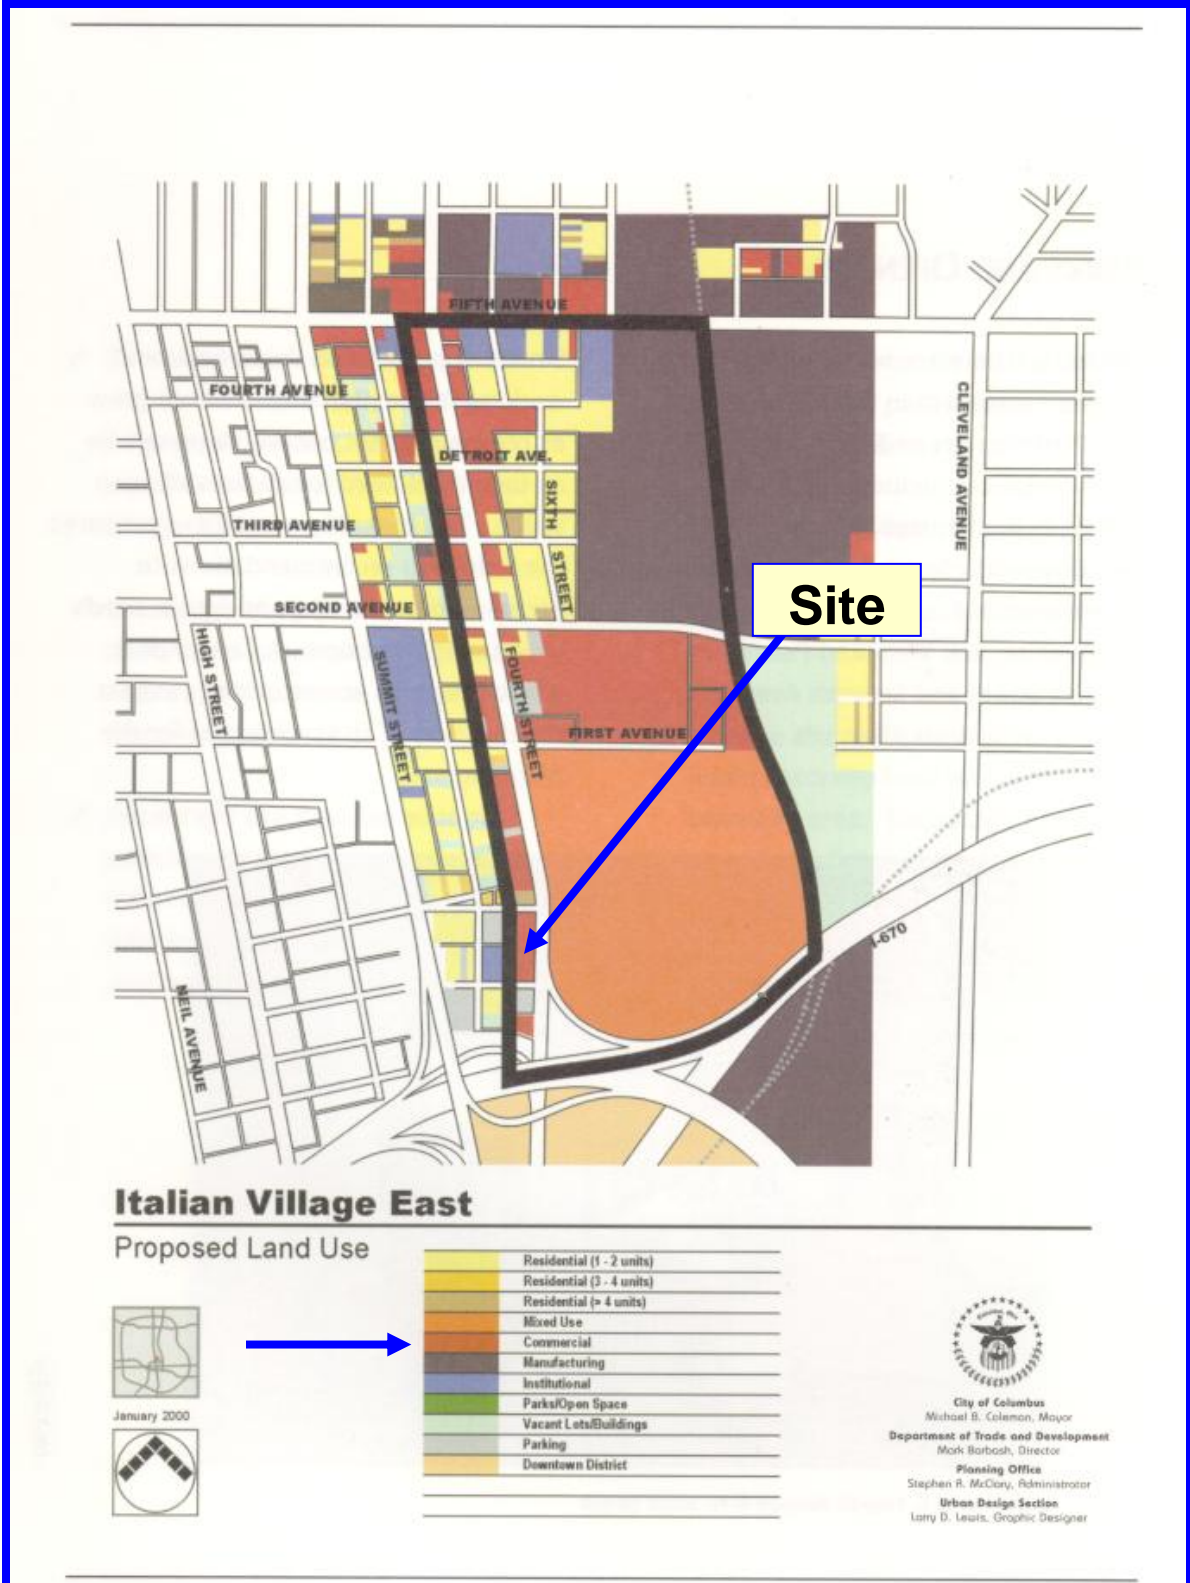 FIFTH AVENUE
FOURTH AVENUE
CLEVELAND AVENUE
DETROIT AVE.
SIXTH
STREET
THIRD AVENUE
Site
SECOND AVENUE
HIGH STREET
SUMMIT STREET
FOURTH STREET
FIRST AVENUE
I-670
NEIL AVENUE
Italian Village East
Proposed Land Use
Residential (1 - 2 units)
Residential (3 - 4 units)
Residential (> 4 units)
Mixed Use
Commercial
Manufacturing
Institutional
Parks/Open Space
Vacant Lots/Buildings
Parking
Downtown District
January 2000
City of Columbus
Michael B. Coleman, Mayor
Department of Trade and Development
Mark Barbash, Director
Planning Office
Stephen R. McClary, Administrator
Urban Design Section
Larry D. Lewis, Graphic Designer